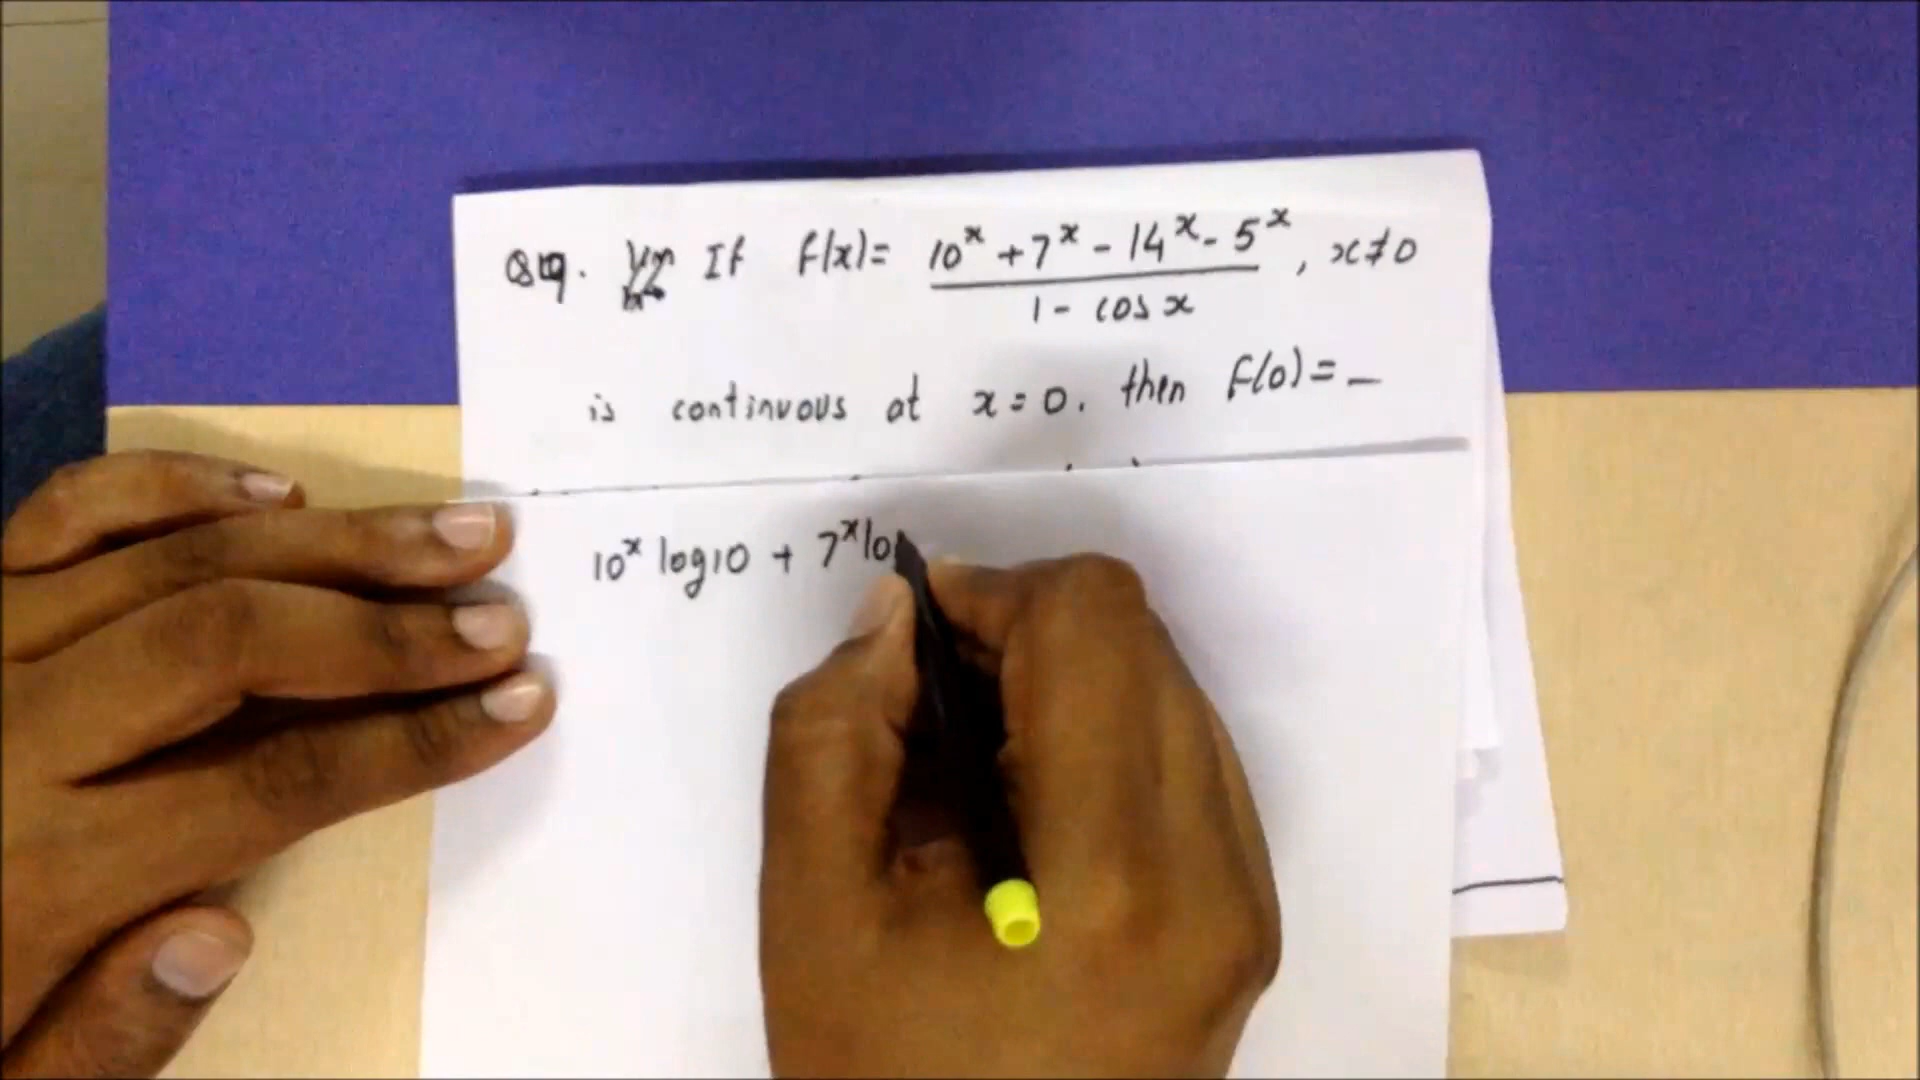 Q19. If f(x) = 10^x + 7^x - 14^x - 5^x / 1 - cos x , x ≠ 0
is continuous at x = 0. then f(0) = _
10^x log10 + 7^x lo